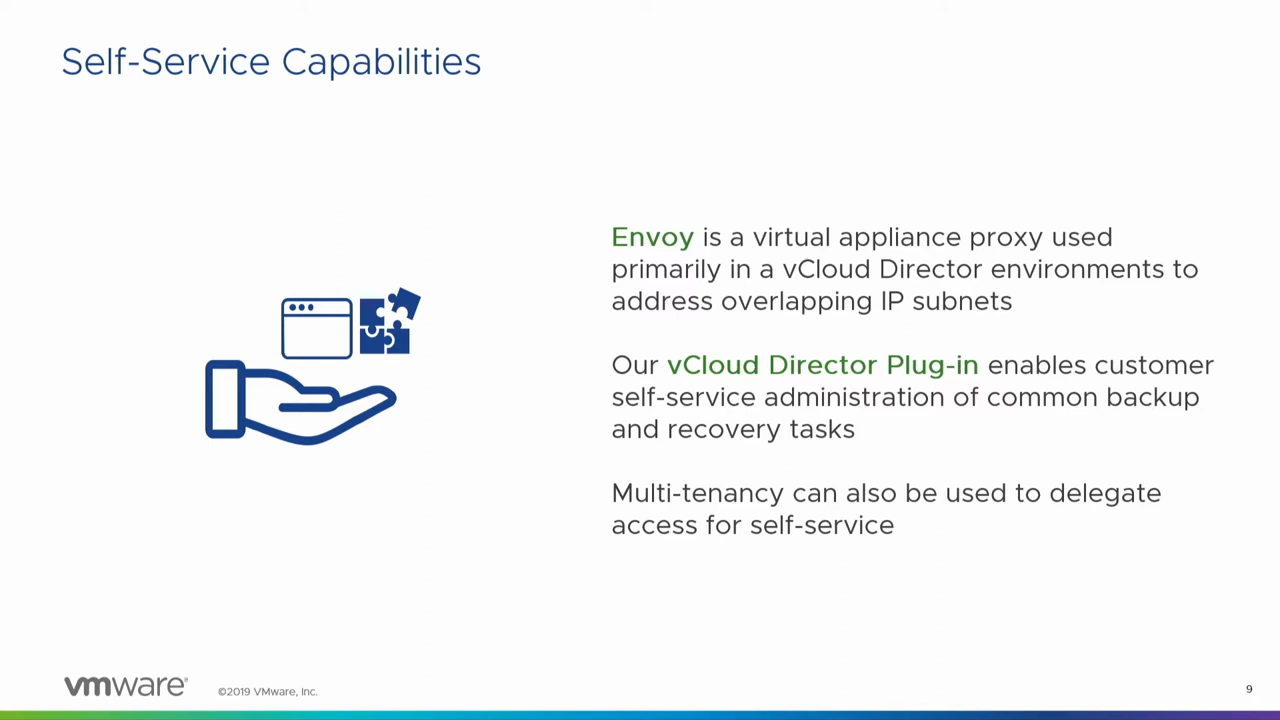 Self-Service Capabilities
Envoy is a virtual appliance proxy used
primarily in a vCloud Director environments to
address overlapping IP subnets
Our vCloud Director Plug-in enables customer
self-service administration of common backup
and recovery tasks
Multi-tenancy can also be used to delegate
access for self-service
vmware®
©2019 VMware, Inc.
9